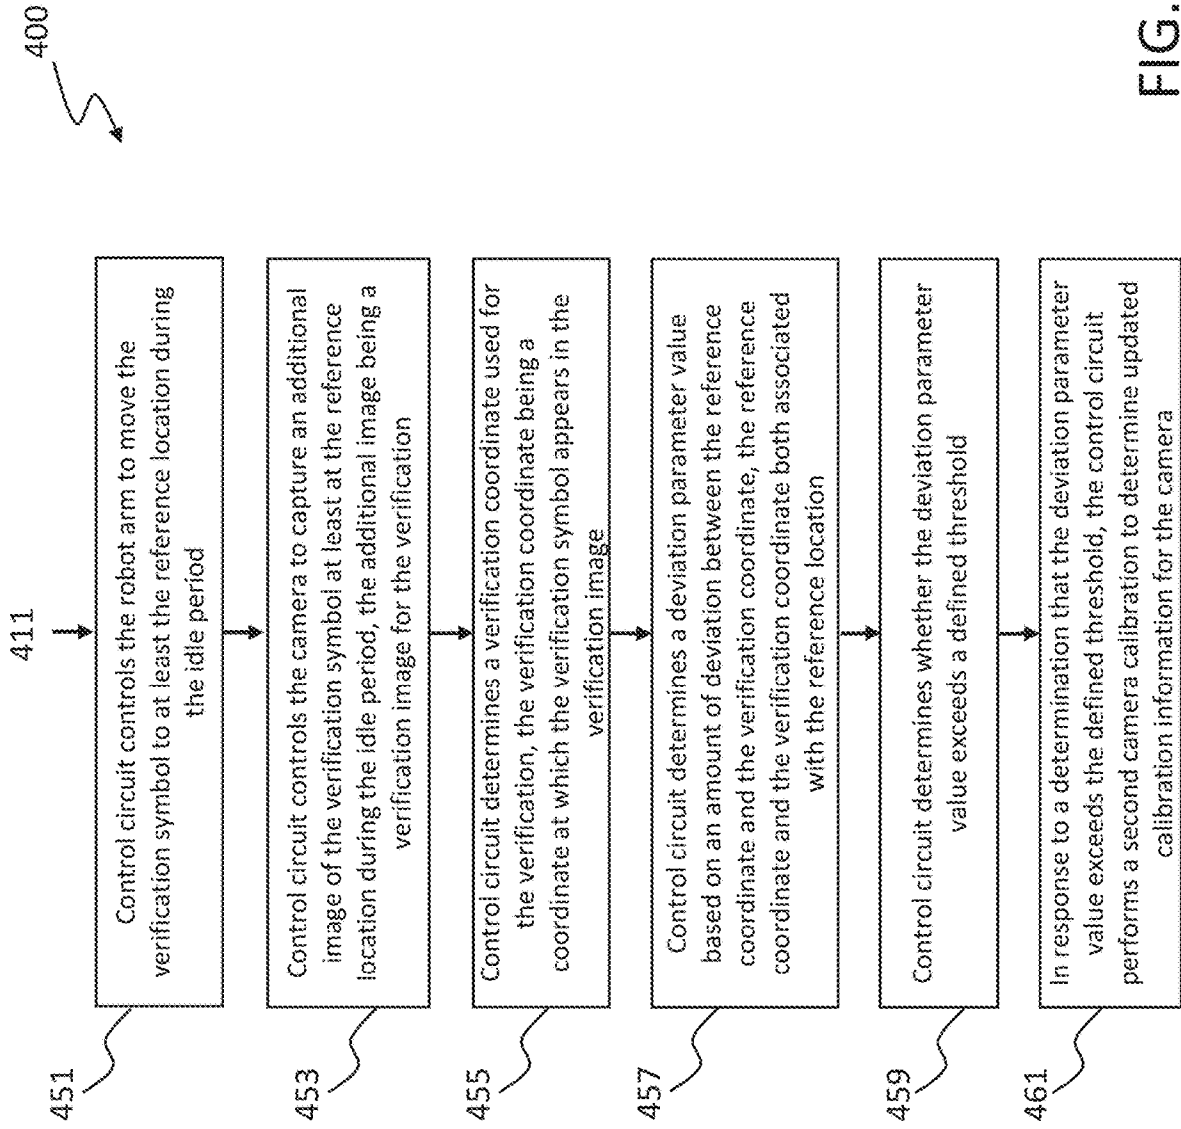 400
411
451
Control circuit controls the robot arm to move the
verification symbol to at least the reference location during
the idle period
453
Control circuit controls the camera to capture an additional
image of the verification symbol at least at the reference
location during the idle period, the additional image being a
verification image for the verification
455
Control circuit determines a verification coordinate used for
the verification, the verification coordinate being a
coordinate at which the verification symbol appears in the
verification image
457
Control circuit determines a deviation parameter value
based on an amount of deviation between the reference
coordinate and the verification coordinate, the reference
coordinate and the verification coordinate both associated
with the reference location
459
Control circuit determines whether the deviation parameter
value exceeds a defined threshold
461
In response to a determination that the deviation parameter
value exceeds the defined threshold, the control circuit
performs a second camera calibration to determine updated
calibration information for the camera
FIG.